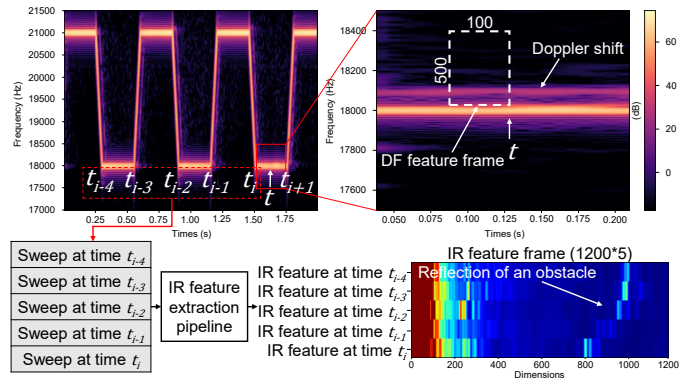 21500
21000
20500
20000
19500
19000
18500
18000
17500
17000
Frequency (Hz)
t_{i-4} t_{i-3} t_{i-2} t_{i-1} t_i t_{i+1}
t
0.25 0.50 0.75 1.00 1.25 1.50 1.75
Times (s)
18400
18200
18000
17800
17600
Frequency (Hz)
100
500
Doppler shift
DF feature frame
t
0.050 0.075 0.100 0.125 0.150 0.175 0.200
Times (s)
60
40
20
0
(dB)
Sweep at time t_{i-4}
Sweep at time t_{i-3}
Sweep at time t_{i-2}
Sweep at time t_{i-1}
Sweep at time t_i
IR feature
extraction
pipeline
IR feature at time t_{i-4}
IR feature at time t_{i-3}
IR feature at time t_{i-2}
IR feature at time t_{i-1}
IR feature at time t_i
IR feature frame (1200*5)
Reflection of an obstacle
0 200 400 600 800 1000 1200
Dimensions